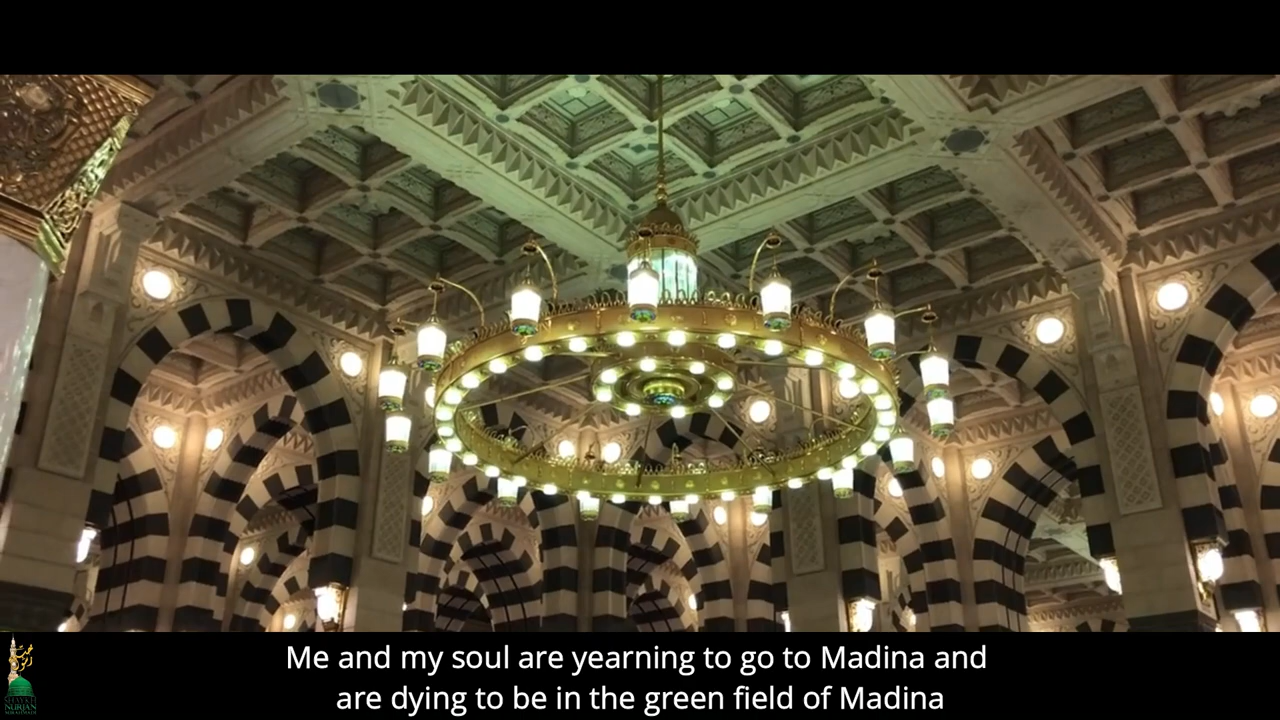 Me and my soul are yearning to go to Madina and
are dying to be in the green field of Madina